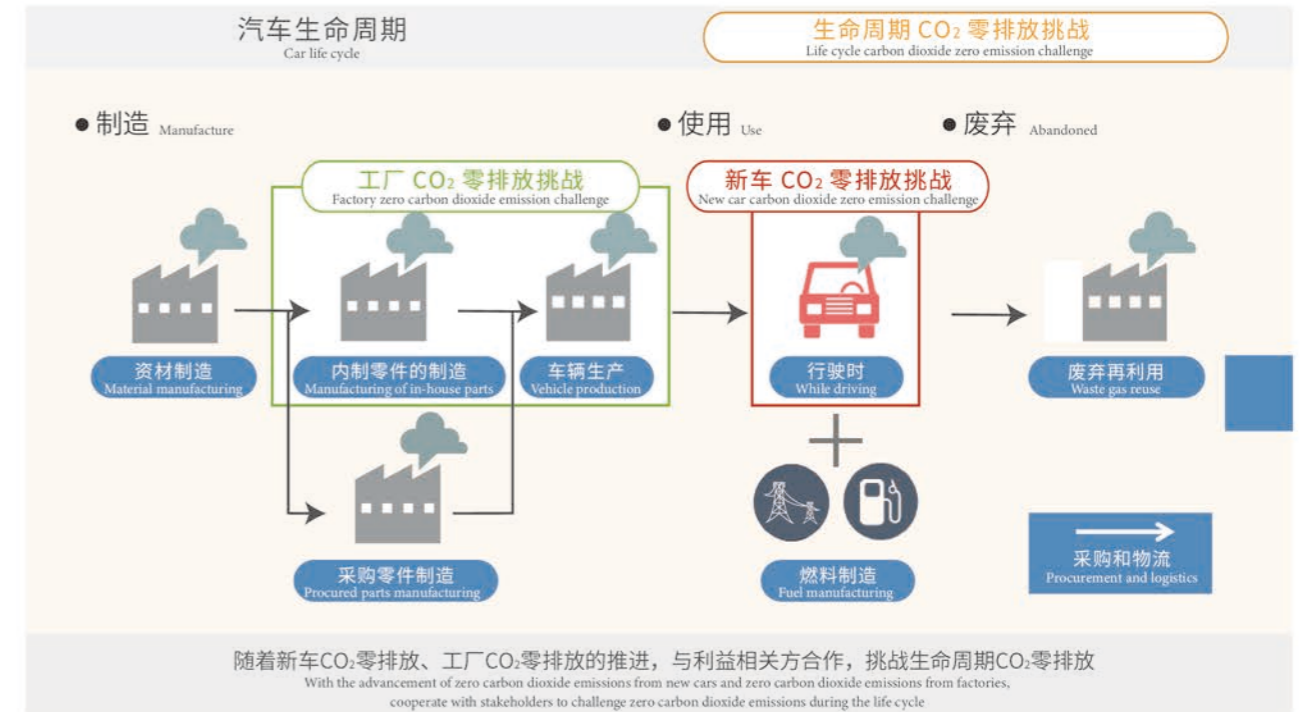 汽车生命周期
Car life cycle
生命周期 CO₂ 零排放挑战
Life cycle carbon dioxide zero emission challenge
● 制造 Manufacture
● 使用 Use
● 废弃 Abandoned
工厂 CO₂ 零排放挑战
Factory zero carbon dioxide emission challenge
新车 CO₂ 零排放挑战
New car carbon dioxide zero emission challenge
资材制造
Material manufacturing
内制零件的制造
Manufacturing of in-house parts
车辆生产
Vehicle production
行驶时
While driving
废弃再利用
Waste gas reuse
采购零件制造
Procured parts manufacturing
燃料制造
Fuel manufacturing
采购和物流
Procurement and logistics
随着新车CO₂零排放、工厂CO₂零排放的推进，与利益相关方合作，挑战生命周期CO₂零排放
With the advancement of zero carbon dioxide emissions from new cars and zero carbon dioxide emissions from factories,
cooperate with stakeholders to challenge zero carbon dioxide emissions during the life cycle